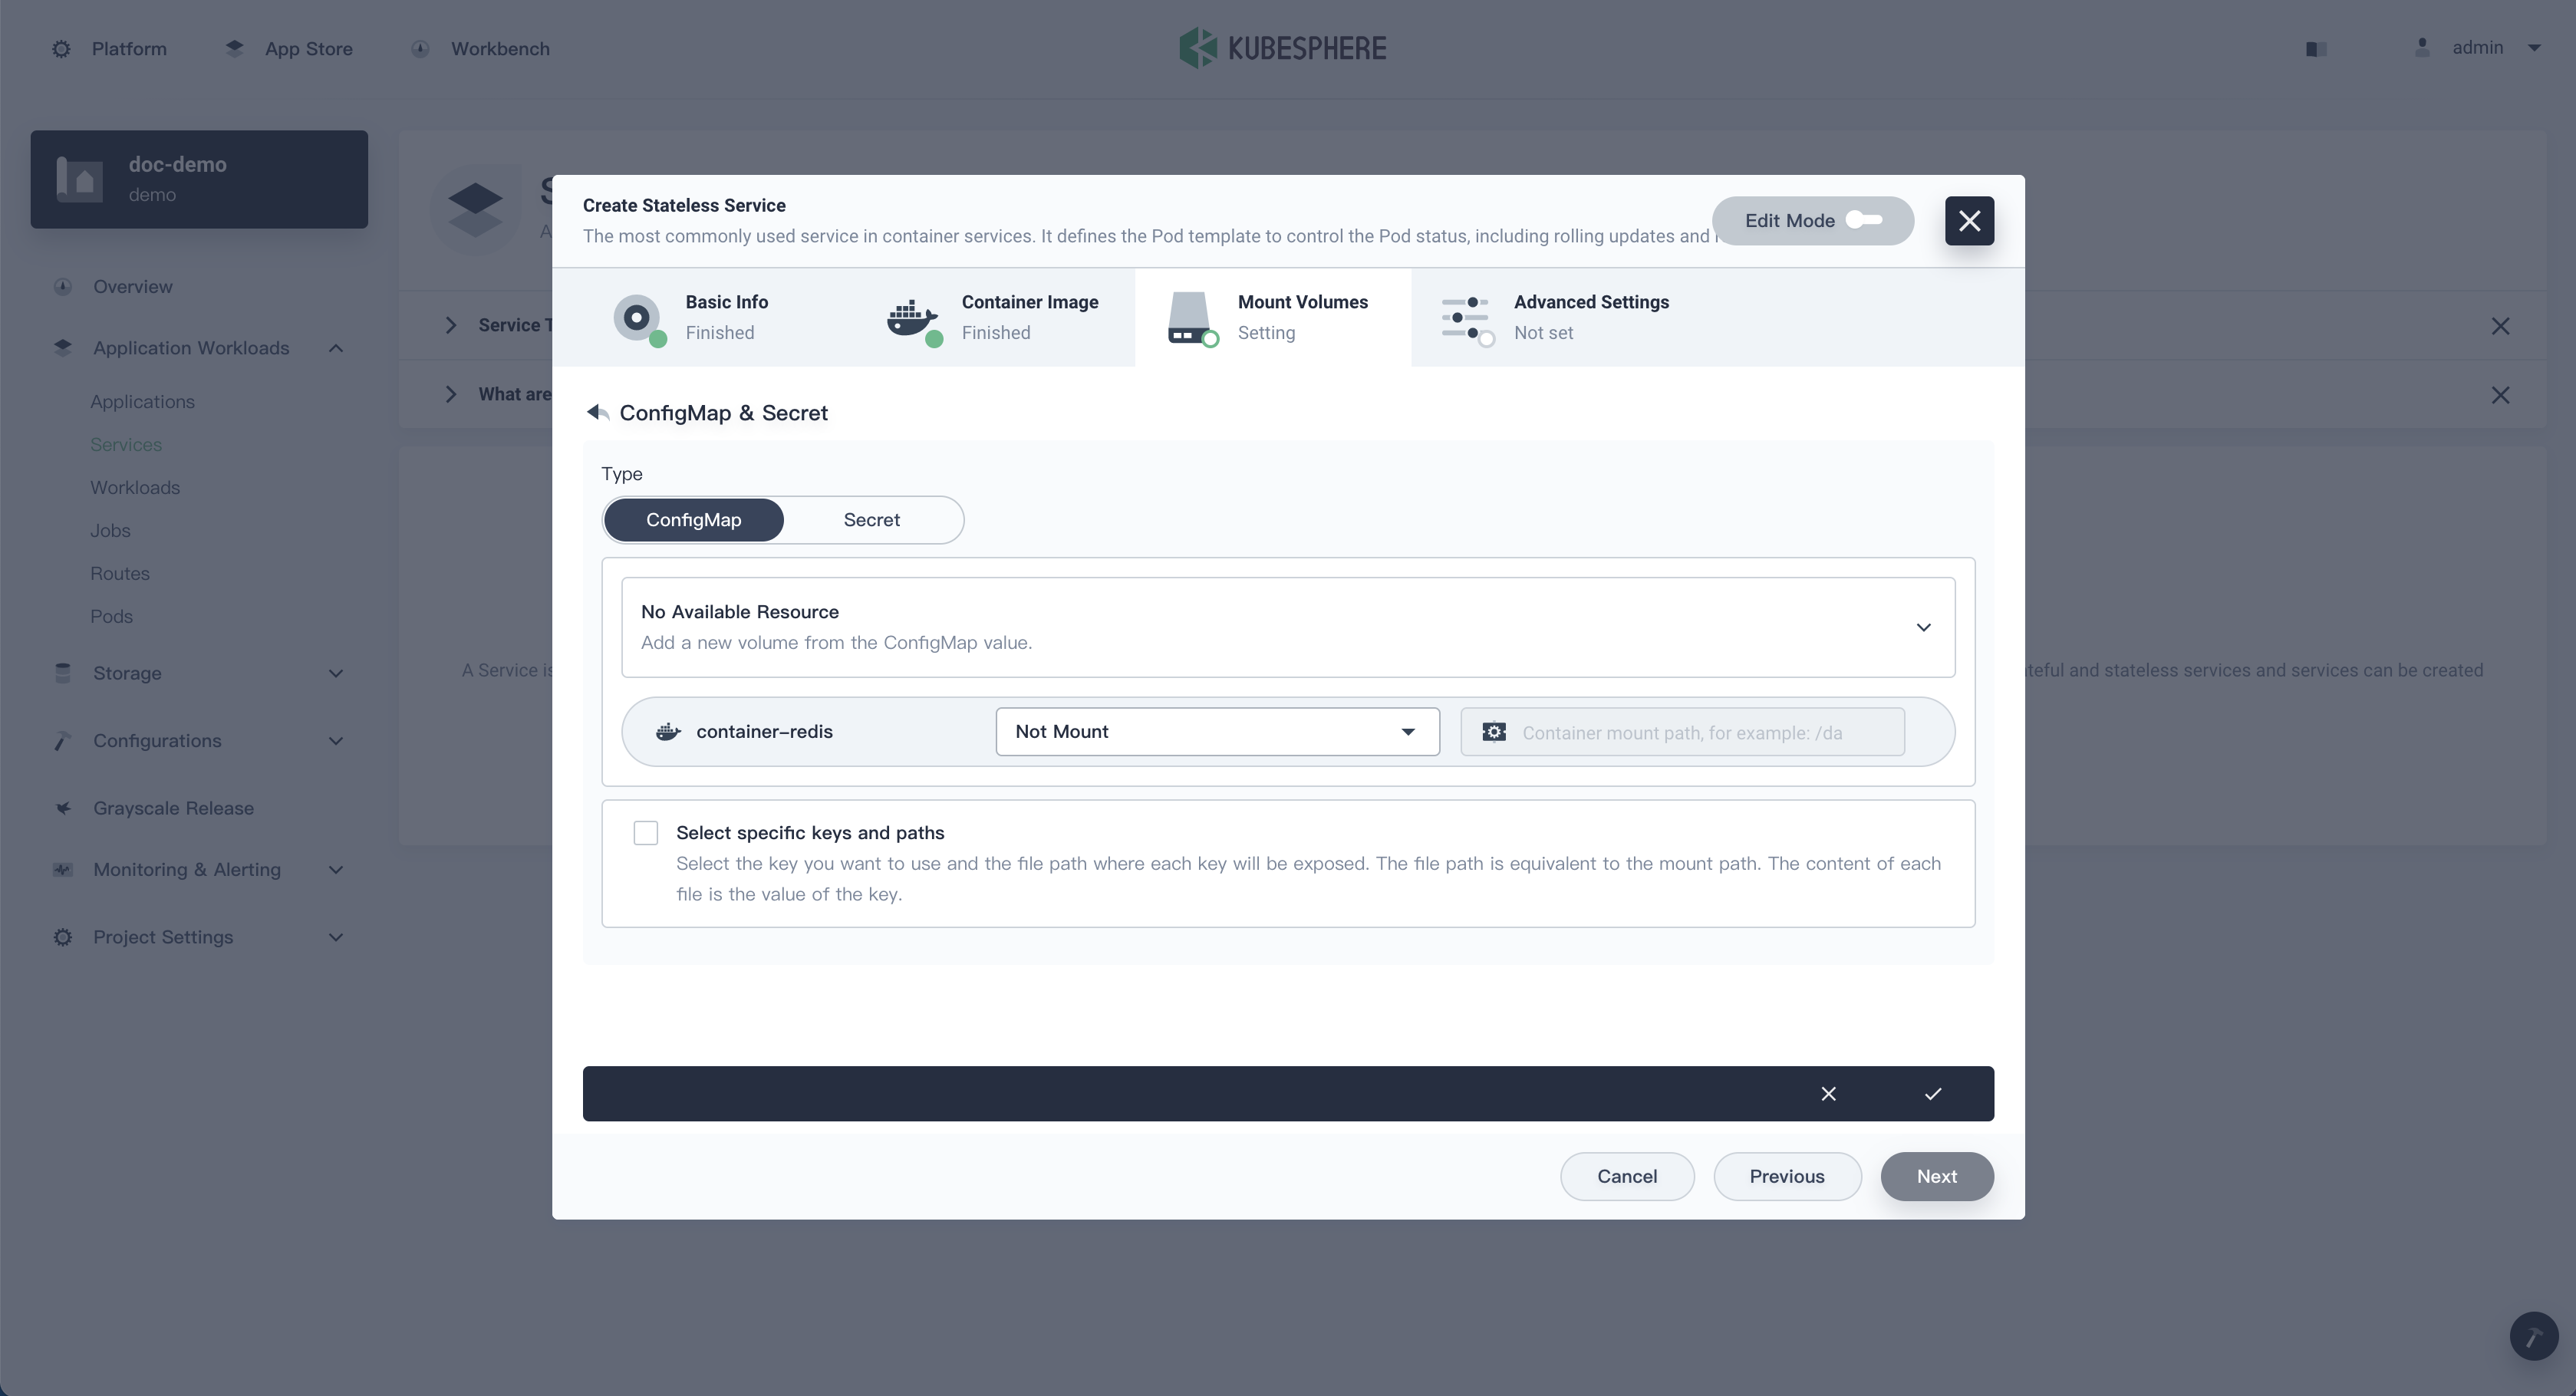 Platform
App Store
Workbench
KUBESPHERE
admin
doc-demo
demo
Overview
Application Workloads
Applications
Services
Workloads
Jobs
Routes
Pods
Storage
Configurations
Grayscale Release
Monitoring & Alerting
Project Settings
S
A
Service T
What are
A Service is
teful and stateless services and services can be created
Create Stateless Service
The most commonly used service in container services. It defines the Pod template to control the Pod status, including rolling updates and
Edit Mode
Basic Info
Finished
Container Image
Finished
Mount Volumes
Setting
Advanced Settings
Not set
ConfigMap & Secret
Type
ConfigMap
Secret
No Available Resource
Add a new volume from the ConfigMap value.
container-redis
Not Mount
Container mount path, for example: /da
Select specific keys and paths
Select the key you want to use and the file path where each key will be exposed. The file path is equivalent to the mount path. The content of each
file is the value of the key.
Cancel
Previous
Next